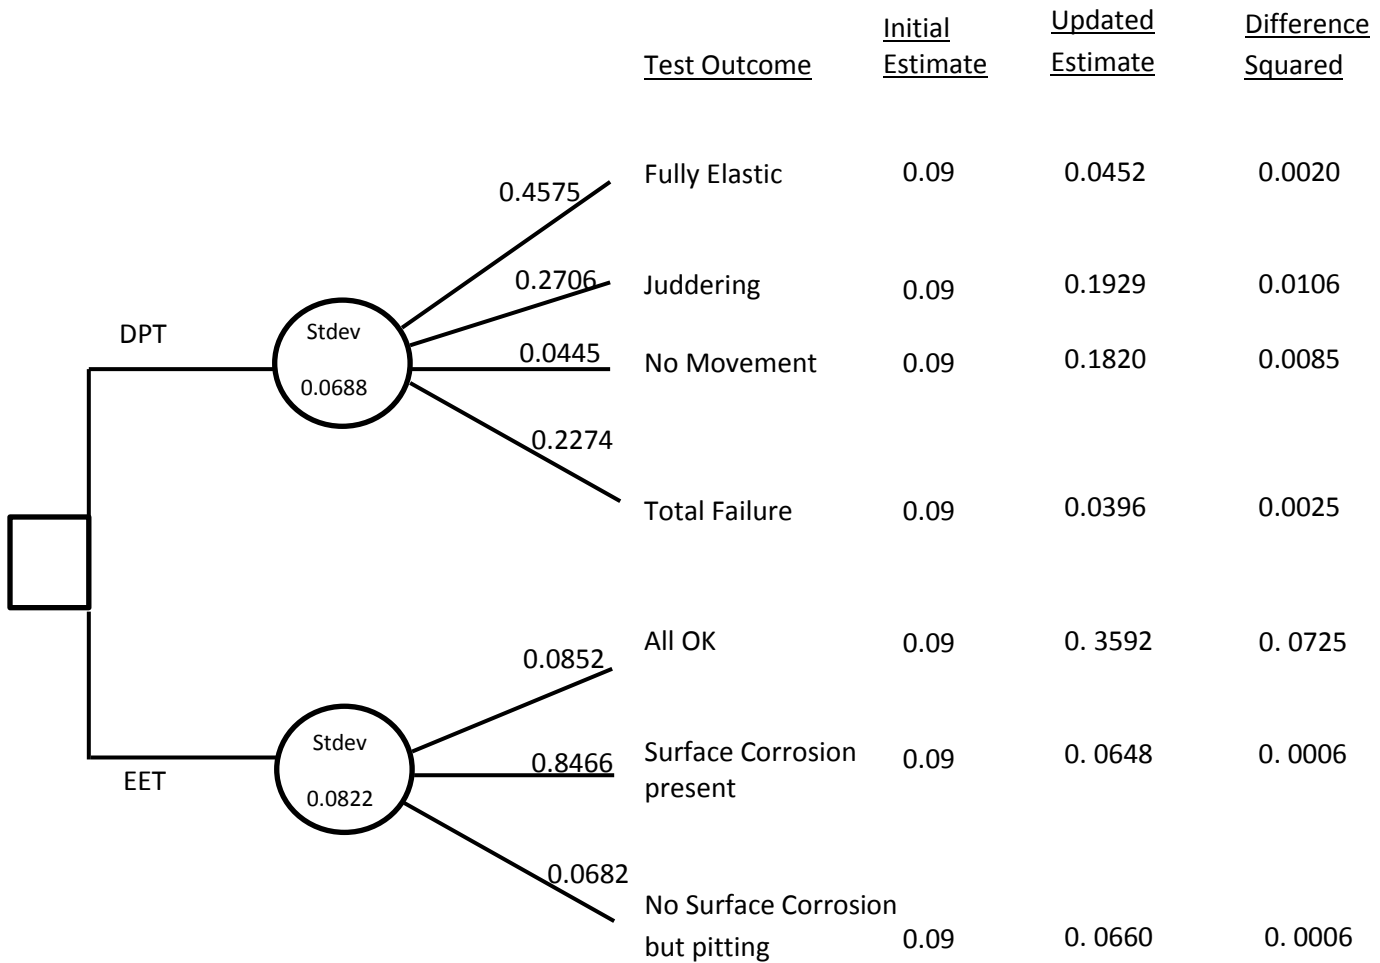 Initial Updated Difference
Test Outcome Estimate Estimate Squared
0.4575 Fully Elastic 0.09 0.0452 0.0020
0.2706 Juddering 0.09 0.1929 0.0106
DPT
Stdev
0.0688
0.0445 No Movement 0.09 0.1820 0.0085
0.2274
Total Failure 0.09 0.0396 0.0025
0.0852 All OK 0.09 0. 3592 0. 0725
EET
Stdev
0.0822
0.8466 Surface Corrosion 0.09 0. 0648 0. 0006
present
0.0682
No Surface Corrosion
but pitting 0.09 0. 0660 0. 0006